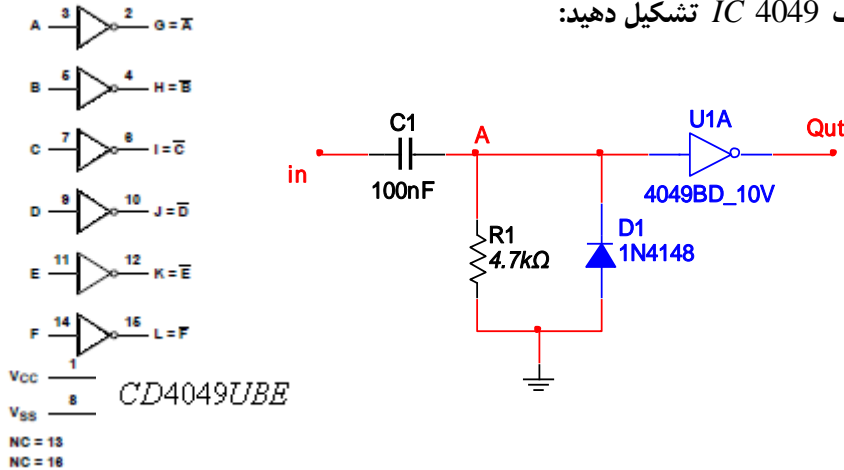 IC 4049 تشکیل دهید:
A 3 2 G = A̅
B 5 4 H = B̅
C 7 6 I = C̅
D 9 10 J = D̅
E 11 12 K = E̅
F 14 15 L = F̅
VCC 1
VSS 8
NC = 13
NC = 16
CD4049UBE
in
C1
100nF
A
R1
4.7kΩ
D1
1N4148
U1A
4049BD_10V
Qut